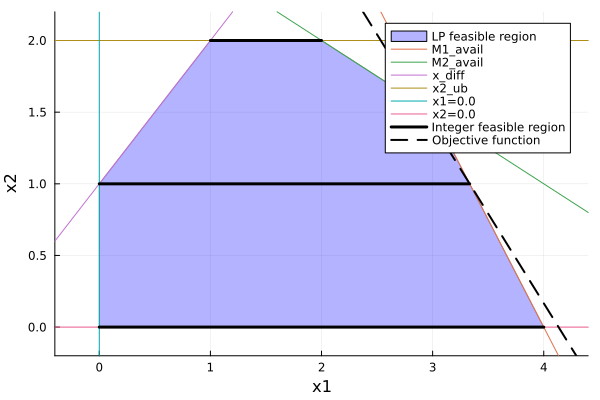 2.0
1.5
1.0
0.5
0.0
x2
0
1
2
3
4
x1
LP feasible region
M1_avail
M2_avail
x_diff
x2_ub
x1=0.0
x2=0.0
Integer feasible region
Objective function